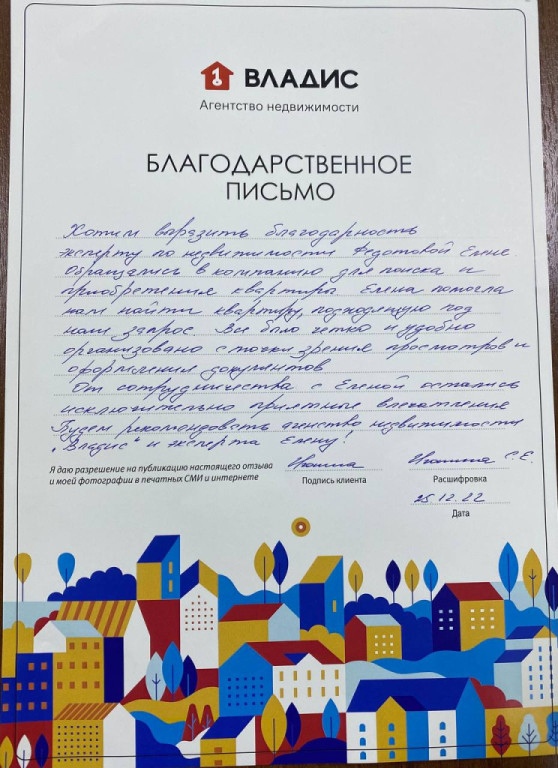 ВЛАДИС
Агентство недвижимости
БЛАГОДАРСТВЕННОЕ
ПИСЬМО
Хотим выразить благодарность
эксперту по недвижимости Федотовой Елене
Обращались в компанию для поиска и
приобретения квартиры. Елена помогла
нам найти квартиру, подходящую под
наш запрос. Все было четко и удобно
организовано с точки зрения просмотров и
оформления документов
От сотрудничества с Еленой остались
исключительно приятные впечатления
Будем рекомендовать агенство недвижимости
"Владис" и эксперта Елену!
Я даю разрешение на публикацию настоящего отзыва
и моей фотографии в печатных СМИ и интернете
Подпись клиента
С.Е.
Расшифровка
25.12.22
Дата